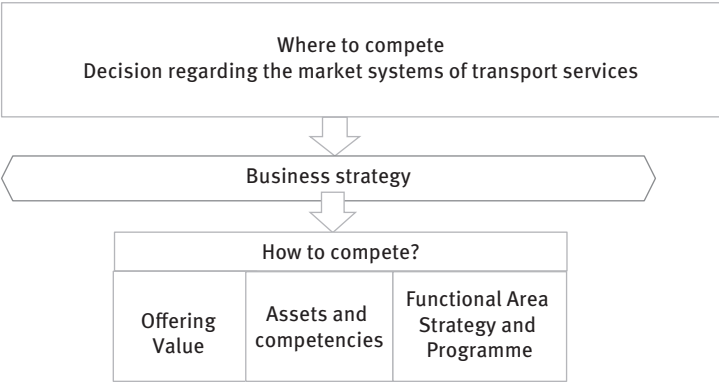 Where to compete
Decision regarding the market systems of transport services
Business strategy
How to compete?
Offering
Value
Assets and
competencies
Functional Area
Strategy and
Programme